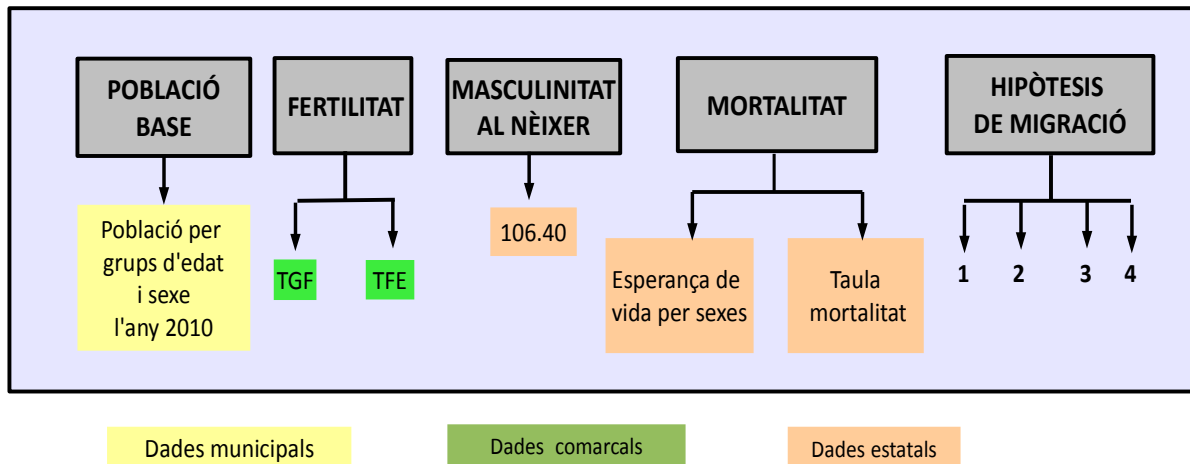 POBLACIÓ
BASE
FERTILITAT
MASCULINITAT
AL NÈIXER
MORTALITAT
HIPÒTESIS
DE MIGRACIÓ
Població per
grups d'edat
i sexe
l'any 2010
TGF
TFE
106.40
Esperança de
vida per sexes
Taula
mortalitat
1
2
3
4
Dades municipals
Dades comarcals
Dades estatals